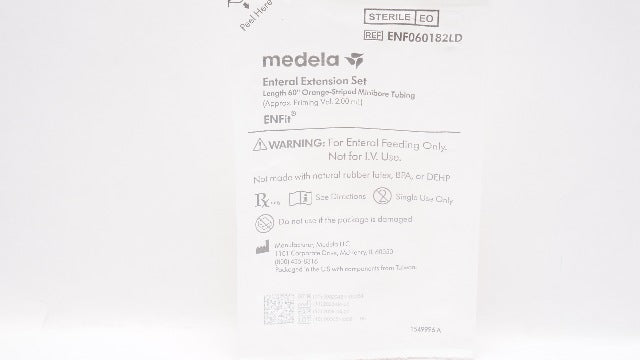 Peel Here
STERILE EO
REF ENF060182LD
medela
Enteral Extension Set
Length 60" Orange-Striped Minibore Tubing
(Approx. Priming Vol. 2.00 mL)
ENFit®
WARNING: For Enteral Feeding Only.
Not for I.V. Use.
Not made with natural rubber latex, BPA, or DEHP
Rx ONLY See Directions Single Use Only
Do not use if the package is damaged
Manufacturer, Medela LLC
1101 Corporate Drive, McHenry, IL 60050
Packaged in the US with components from Taiwan
1549996 A